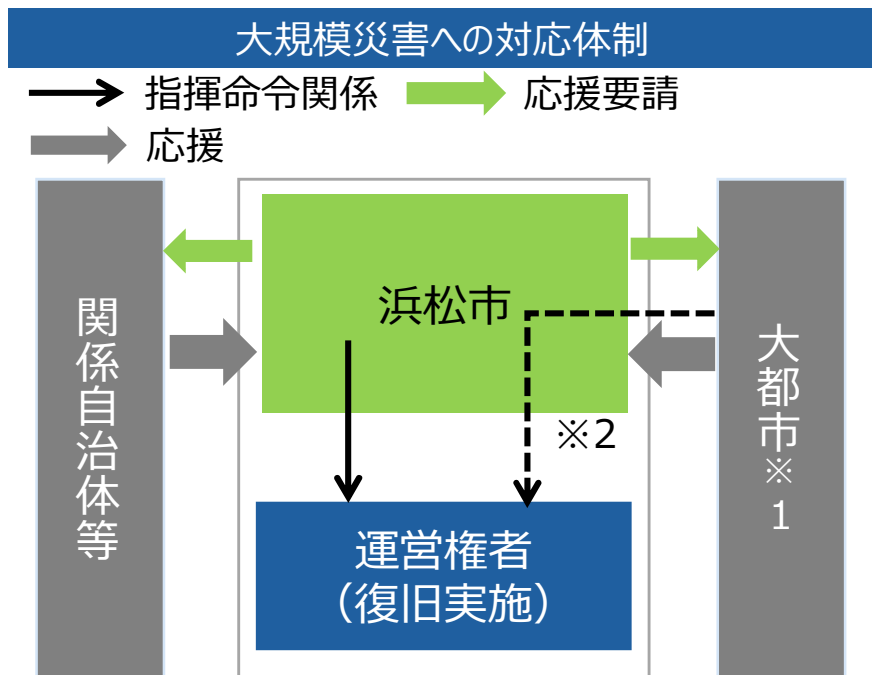 大規模災害への対応体制
指揮命令関係
応援要請
応援
関係自治体等
浜松市
大都市※1
※2
運営権者
（復旧実施）